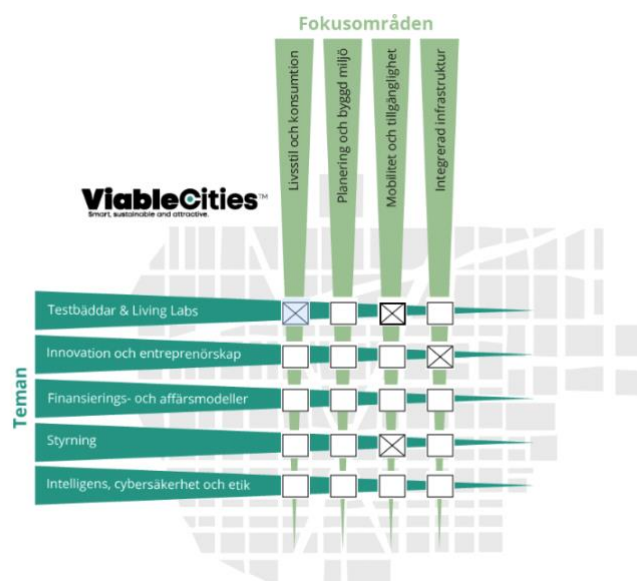 Fokusområden
Livsstil och konsumtion
Planering och byggd miljö
Mobilitet och tillgänglighet
Integrerad infrastruktur
ViableCities™
Smart, sustainable and attractive.
Teman
Testbäddar & Living Labs
Innovation och entreprenörskap
Finansierings- och affärsmodeller
Styrning
Intelligens, cybersäkerhet och etik